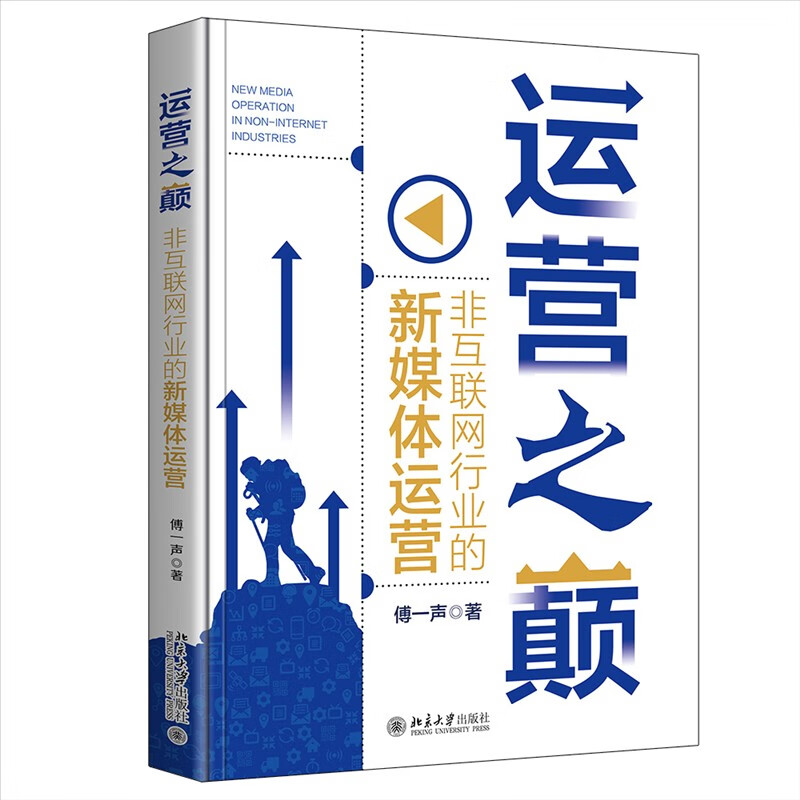 运营之巅
非互联网行业的新媒体运营
傅一声◎著
北京大学出版社
PEKING UNIVERSITY PRESS
NEW MEDIA
OPERATION
IN NON-INTERNET
INDUSTRIES
运营之巅
非互联网行业的
新媒体运营
傅一声◎著
北京大学出版社
PEKING UNIVERSITY PRESS